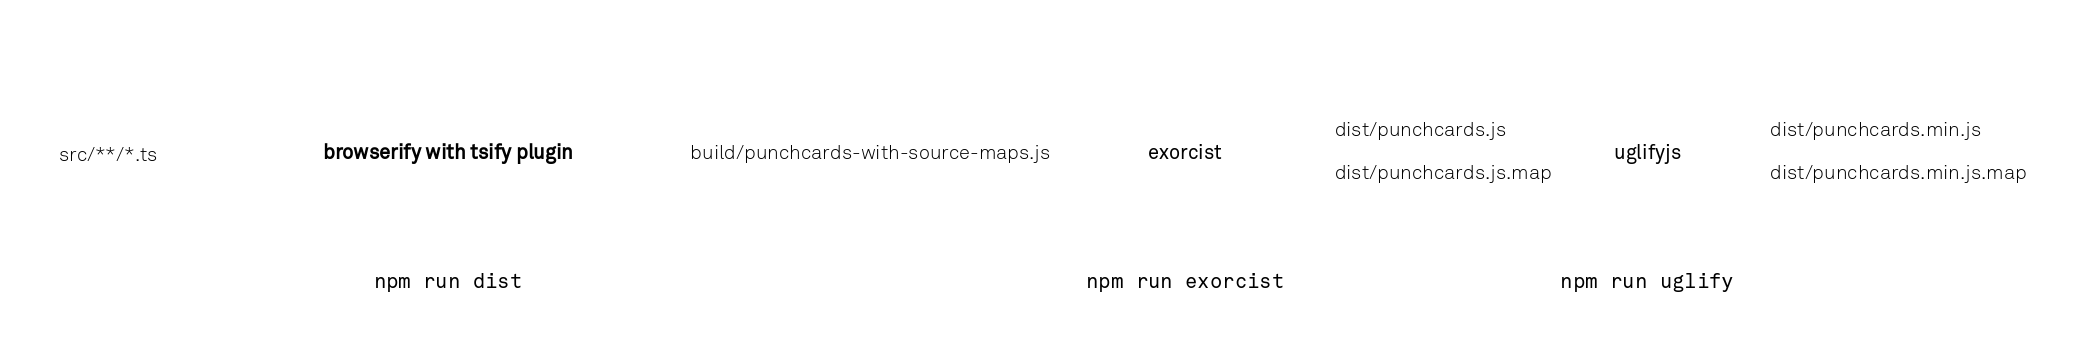 src/**/*.ts
browserify with tsify plugin
build/punchcards-with-source-maps.js
exorcist
dist/punchcards.js
dist/punchcards.js.map
uglifyjs
dist/punchcards.min.js
dist/punchcards.min.js.map
npm run dist
npm run exorcist
npm run uglify